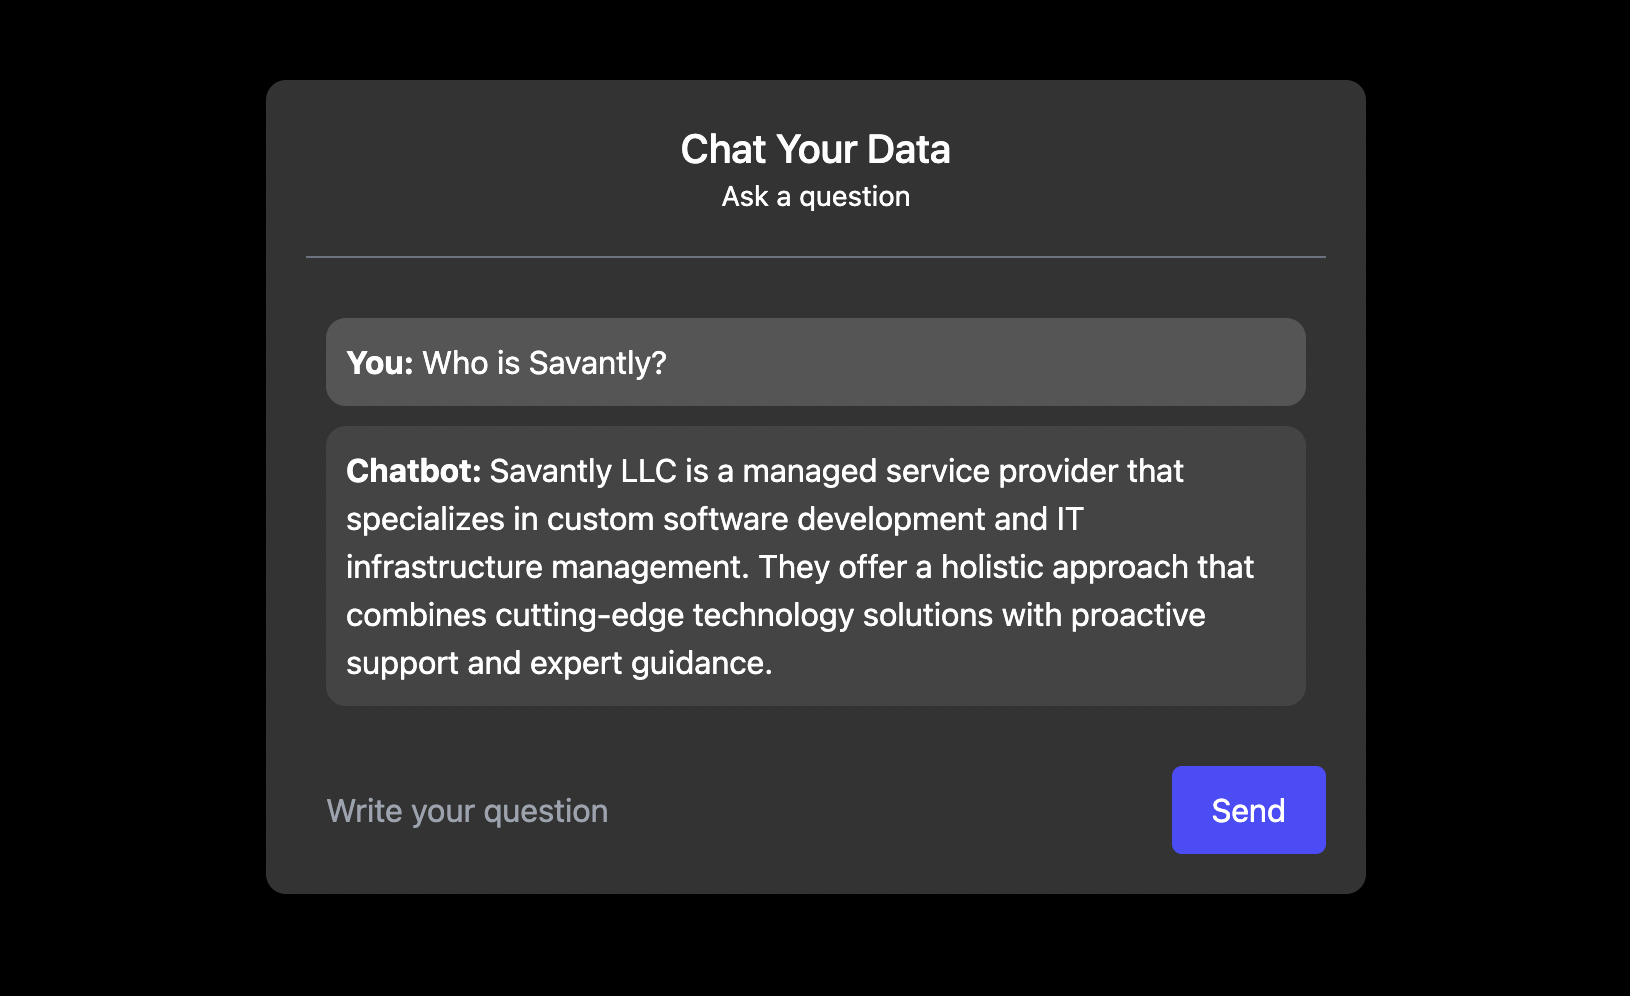 Chat Your Data
Ask a question
You: Who is Savantly?
Chatbot: Savantly LLC is a managed service provider that
specializes in custom software development and IT
infrastructure management. They offer a holistic approach that
combines cutting-edge technology solutions with proactive
support and expert guidance.
Write your question
Send